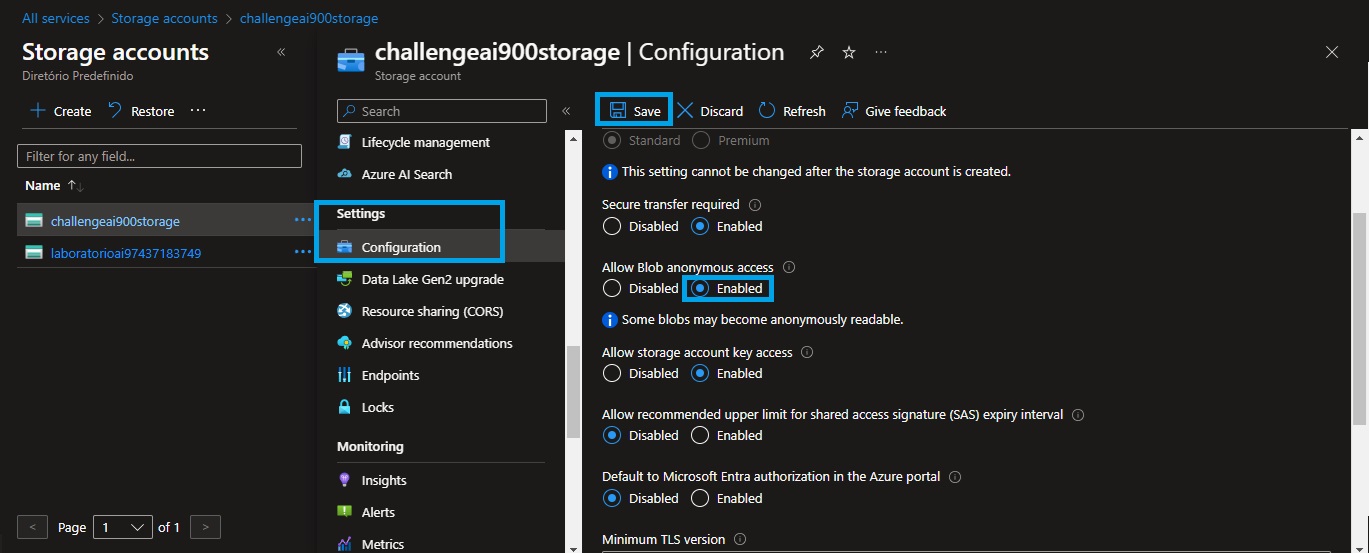 All services > Storage accounts > challengeai900storage
Storage accounts «
Diretório Predefinido
Create Restore ...
Filter for any field...
Name ↑↓
challengeai900storage ...
laboratorioai97437183749 ...
< Page 1 of 1 >
challengeai900storage | Configuration ...
Storage account
Search «
Lifecycle management
Azure AI Search
Settings
Configuration
Data Lake Gen2 upgrade
Resource sharing (CORS)
Advisor recommendations
Endpoints
Locks
Monitoring
Insights
Alerts
Metrics
Save Discard Refresh Give feedback
Standard Premium
This setting cannot be changed after the storage account is created.
Secure transfer required
Disabled Enabled
Allow Blob anonymous access
Disabled Enabled
Some blobs may become anonymously readable.
Allow storage account key access
Disabled Enabled
Allow recommended upper limit for shared access signature (SAS) expiry interval
Disabled Enabled
Default to Microsoft Entra authorization in the Azure portal
Disabled Enabled
Minimum TLS version